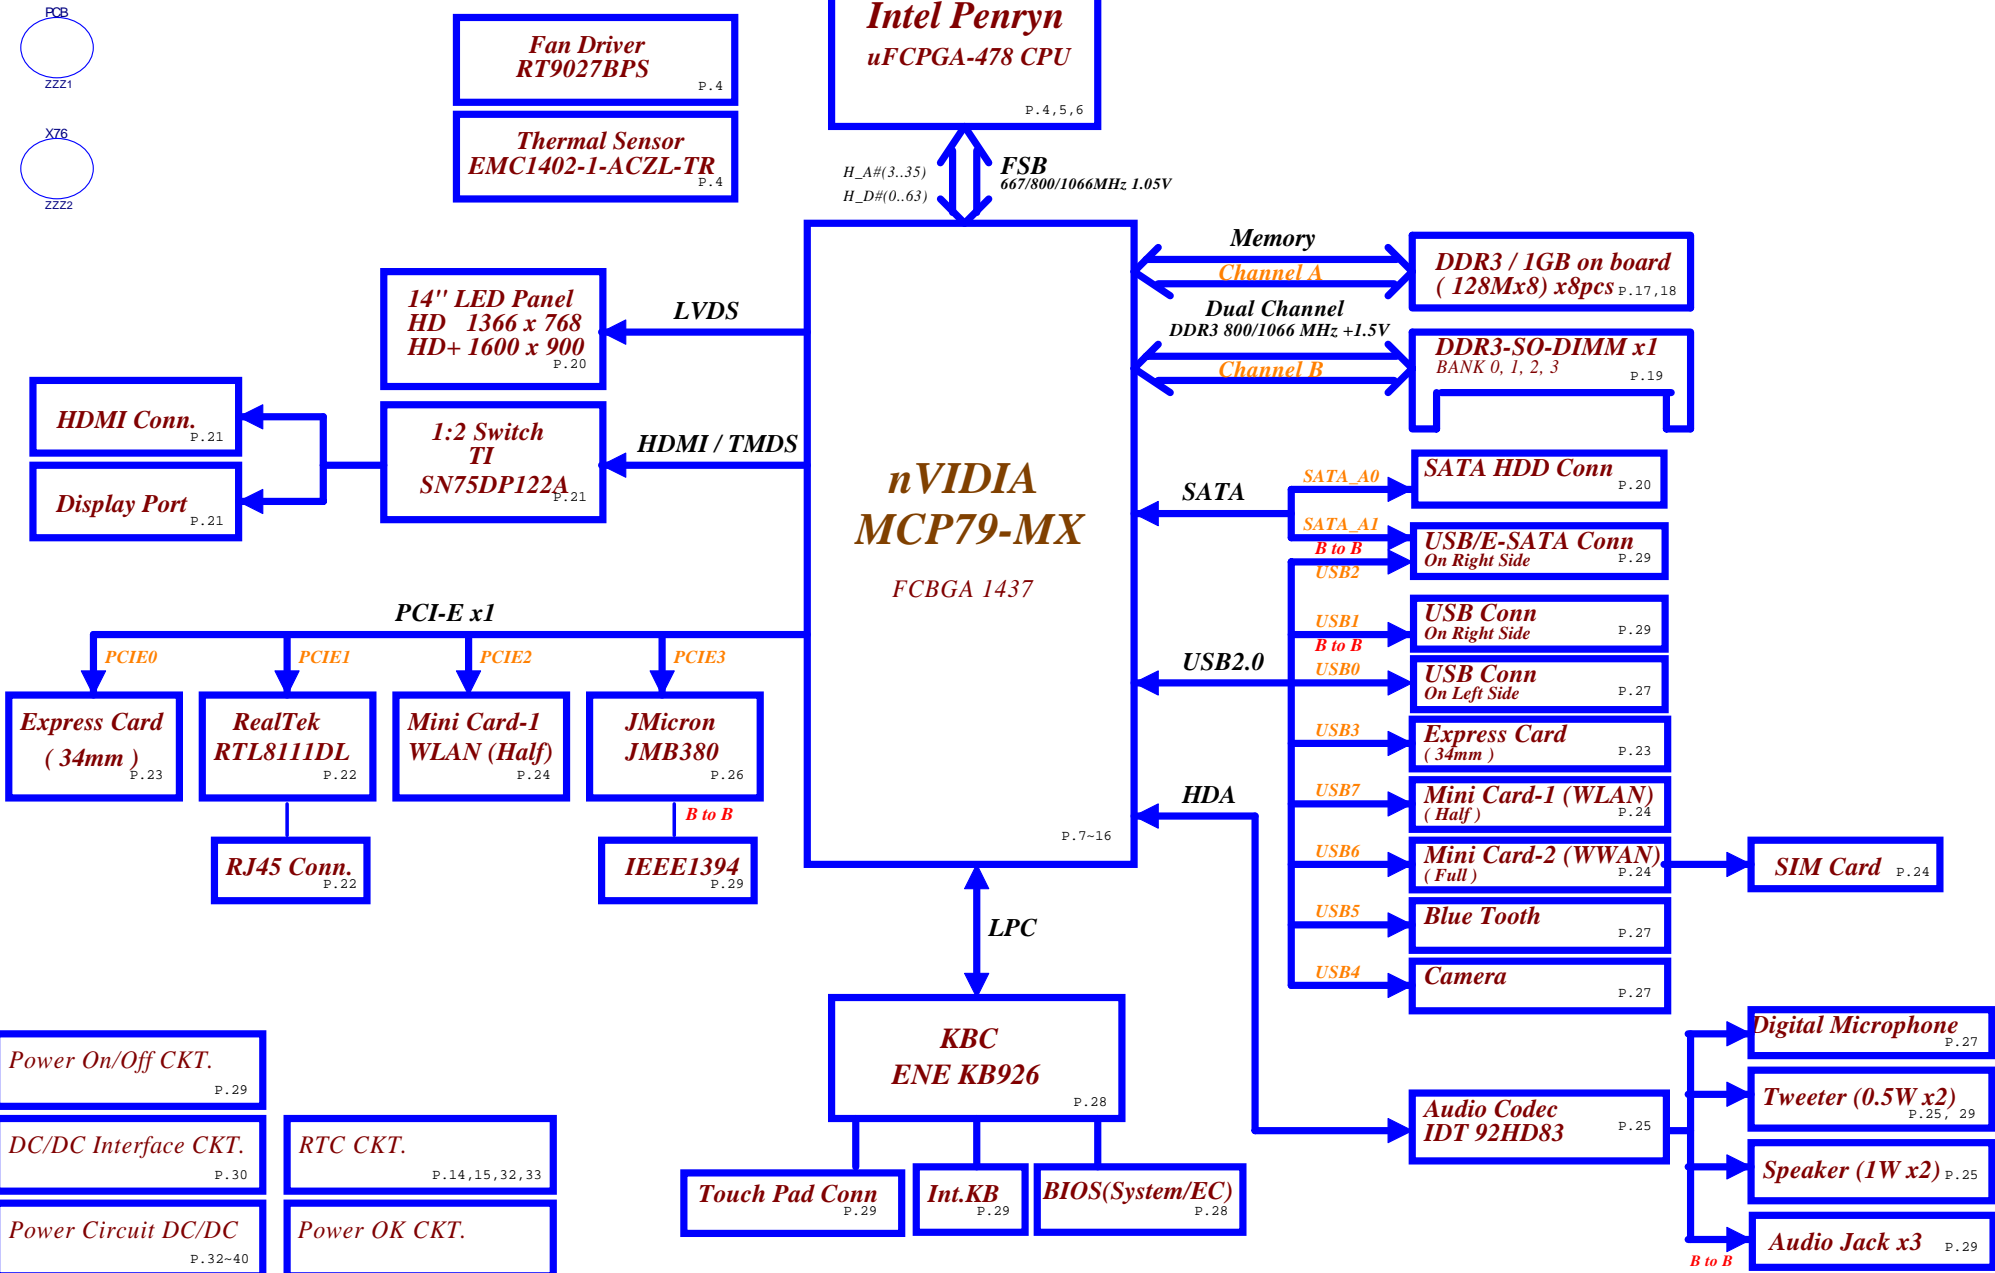 PCB
ZZZ1
X76
ZZZ2
Fan Driver
RT9027BPS
P.4
Thermal Sensor
EMC1402-1-ACZL-TR
P.4
Intel Penryn
uFCPGA-478 CPU
P.4,5,6
H_A#(3..35)
H_D#(0..63)
FSB
667/800/1066MHz 1.05V
nVIDIA
MCP79-MX
FCBGA 1437
P.7~16
Memory
Channel A
Dual Channel
DDR3 800/1066 MHz +1.5V
Channel B
DDR3 / 1GB on board
( 128Mx8) x8pcs P.17,18
DDR3-SO-DIMM x1
BANK 0, 1, 2, 3
P.19
14" LED Panel
HD 1366 x 768
HD+ 1600 x 900
P.20
LVDS
HDMI Conn.
P.21
Display Port
P.21
1:2 Switch
TI
SN75DP122A
P.21
HDMI / TMDS
SATA
SATA_A0
SATA HDD Conn
P.20
SATA_A1
B to B
USB2
USB/E-SATA Conn
On Right Side
P.29
USB1
B to B
USB Conn
On Right Side
P.29
USB2.0
USB0
USB Conn
On Left Side
P.27
USB3
Express Card
( 34mm )
P.23
USB7
Mini Card-1 (WLAN)
( Half )
P.24
USB6
Mini Card-2 (WWAN)
( Full )
P.24
SIM Card P.24
USB5
Blue Tooth
P.27
USB4
Camera
P.27
PCI-E x1
PCIE0
PCIE1
PCIE2
PCIE3
Express Card
( 34mm )
P.23
RealTek
RTL8111DL
P.22
Mini Card-1
WLAN (Half)
P.24
JMicron
JMB380
P.26
B to B
RJ45 Conn.
P.22
IEEE1394
P.29
HDA
LPC
KBC
ENE KB926
P.28
Touch Pad Conn
P.29
Int.KB
P.29
BIOS(System/EC)
P.28
Audio Codec
IDT 92HD83
P.25
Digital Microphone
P.27
Tweeter (0.5W x2)
P.25, 29
Speaker (1W x2) P.25
Audio Jack x3 P.29
B to B
Power On/Off CKT.
P.29
DC/DC Interface CKT.
P.30
RTC CKT.
P.14,15,32,33
Power Circuit DC/DC
P.32~40
Power OK CKT.